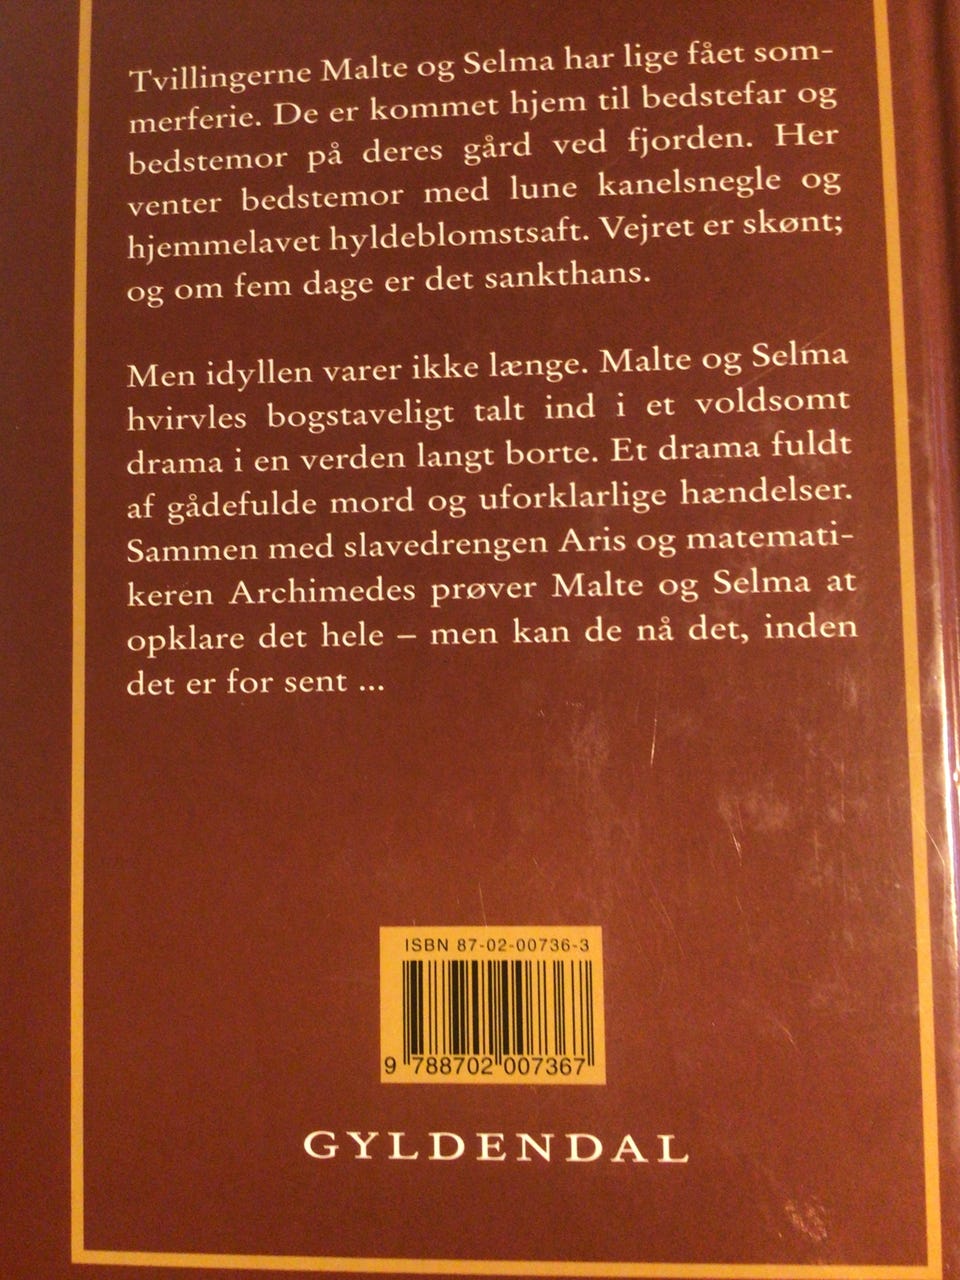 Tvillingerne Malte og Selma har lige fået som-
merferie. De er kommet hjem til bedstefar og
bedstemor på deres gård ved fjorden. Her
venter bedstemor med lune kanelsnegle og
hjemmelavet hyldeblomstsaft. Vejret er skønt;
og om fem dage er det sankthans.
Men idyllen varer ikke længe. Malte og Selma
hvirvles bogstaveligt talt ind i et voldsomt
drama i en verden langt borte. Et drama fuldt
af gådefulde mord og uforklarlige hændelser.
Sammen med slavedrengen Aris og matemati-
keren Archimedes prøver Malte og Selma at
opklare det hele – men kan de nå det, inden
det er for sent ...
ISBN 87-02-00736-3
9 788702 007367
GYLDENDAL